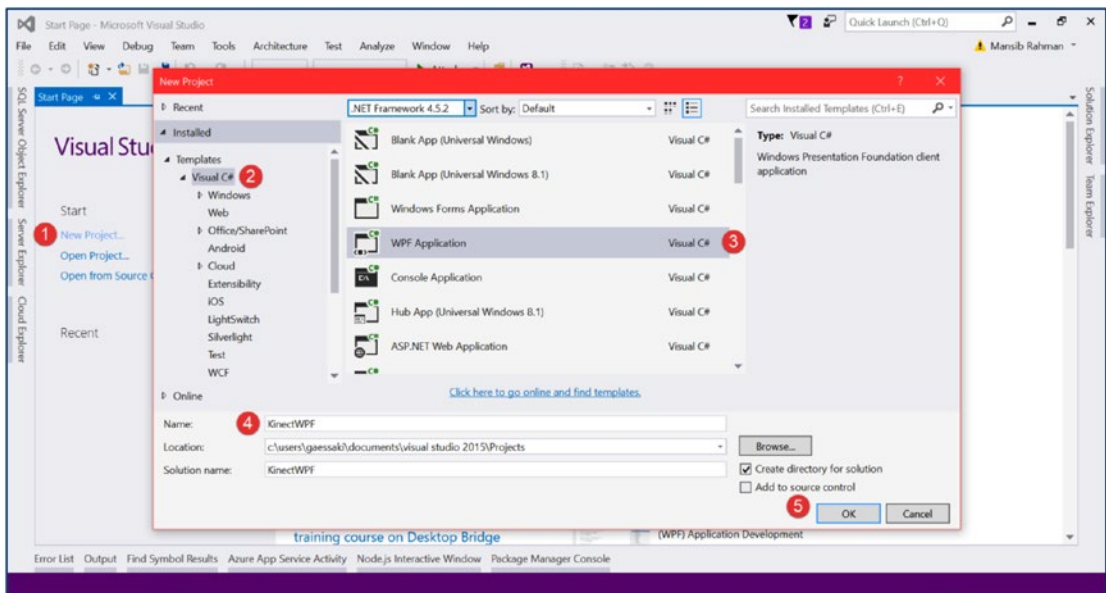 Start Page - Microsoft Visual Studio
2
Quick Launch (Ctrl+Q)
File Edit View Debug Team Tools Architecture Test Analyze Window Help
Mansib Rahman
Start Page
SQL Server Object Explorer
Server Explorer
Cloud Explorer
Solution Explorer
Team Explorer
Visual Stu
Start
1 New Project...
Open Project...
Open from Source
Recent
New Project
? ×
Recent
.NET Framework 4.5.2 Sort by: Default
Search Installed Templates (Ctrl+E)
Installed
Templates
Visual C# 2
Windows
Web
Office/SharePoint
Android
Cloud
Extensibility
iOS
LightSwitch
Silverlight
Test
WCF
Online
Blank App (Universal Windows) Visual C#
Blank App (Universal Windows 8.1) Visual C#
Windows Forms Application Visual C#
WPF Application Visual C# 3
Console Application Visual C#
Hub App (Universal Windows 8.1) Visual C#
ASP.NET Web Application Visual C#
Click here to go online and find templates.
Type: Visual C#
Windows Presentation Foundation client
application
Name: 4 KinectWPF
Location: c:\users\gaessaki\documents\visual studio 2015\Projects
Browse...
Solution name: KinectWPF
Create directory for solution
Add to source control
5 OK Cancel
training course on Desktop Bridge
(WPF) Application Development
Error List Output Find Symbol Results Azure App Service Activity Node.js Interactive Window Package Manager Console